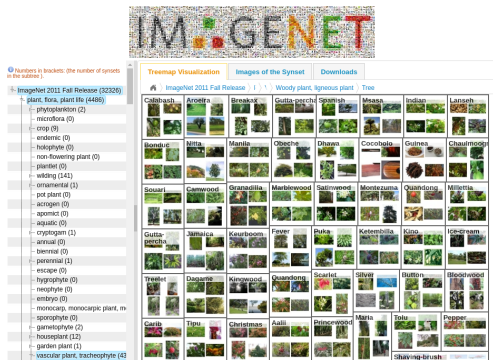 IMAGENET
Numbers in brackets: (the number of synsets
in the subtree ).
ImageNet 2011 Fall Release (32326)
plant, flora, plant life (4486)
phytoplankton (2)
microflora (0)
crop (9)
endemic (0)
holophyte (0)
non-flowering plant (0)
plantlet (0)
wilding (141)
ornamental (1)
pot plant (0)
acrogen (0)
apomict (0)
aquatic (0)
cryptogam (1)
annual (0)
biennial (0)
perennial (1)
escape (0)
hygrophyte (0)
neophyte (0)
embryo (0)
monocarp, monocarpic plant, m
sporophyte (0)
gametophyte (2)
houseplant (12)
garden plant (1)
vascular plant, tracheophyte (43
Treemap Visualization Images of the Synset Downloads
ImageNet 2011 Fall Release Woody plant, ligneous plant Tree
Calabash Aroeira Breakax Gutta-percha Spanish Msasa Indian Lanseh
Bonduc Nitta Manila Obeche Dhawa Cocobolo Guinea Chaulmoogr
Souari Camwood Granadilla Marblewood Satinwood Montezuma Quandong Millettia
Gutta-percha Jamaica Keurboom Fever Puka Ketembilla Kino Ice-cream
Treelet Dagame Kingwood Quandong Scarlet Silver Button Bloodwood
Carib Tipu Christmas Aalii Princewood Maria Tolu Pepper
Shaving-brush